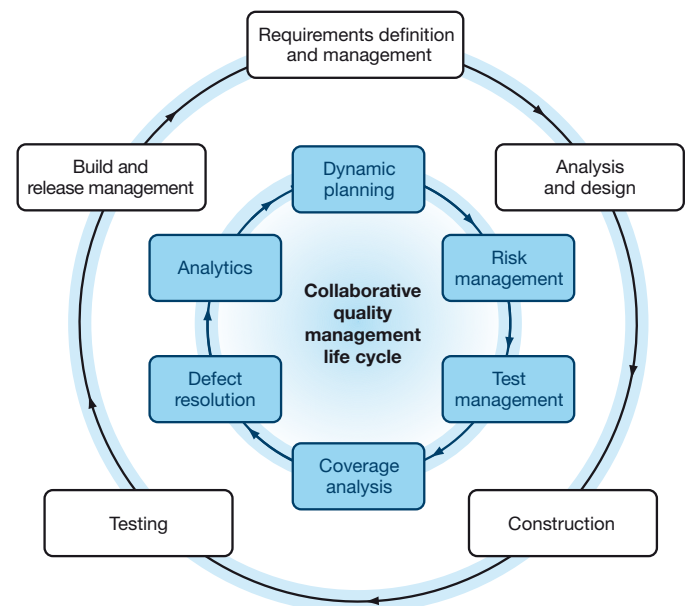 Requirements definition
and management
Build and
release management
Analysis
and design
Dynamic
planning
Analytics
Risk
management
Collaborative
quality
management
life cycle
Defect
resolution
Test
management
Coverage
analysis
Testing
Construction